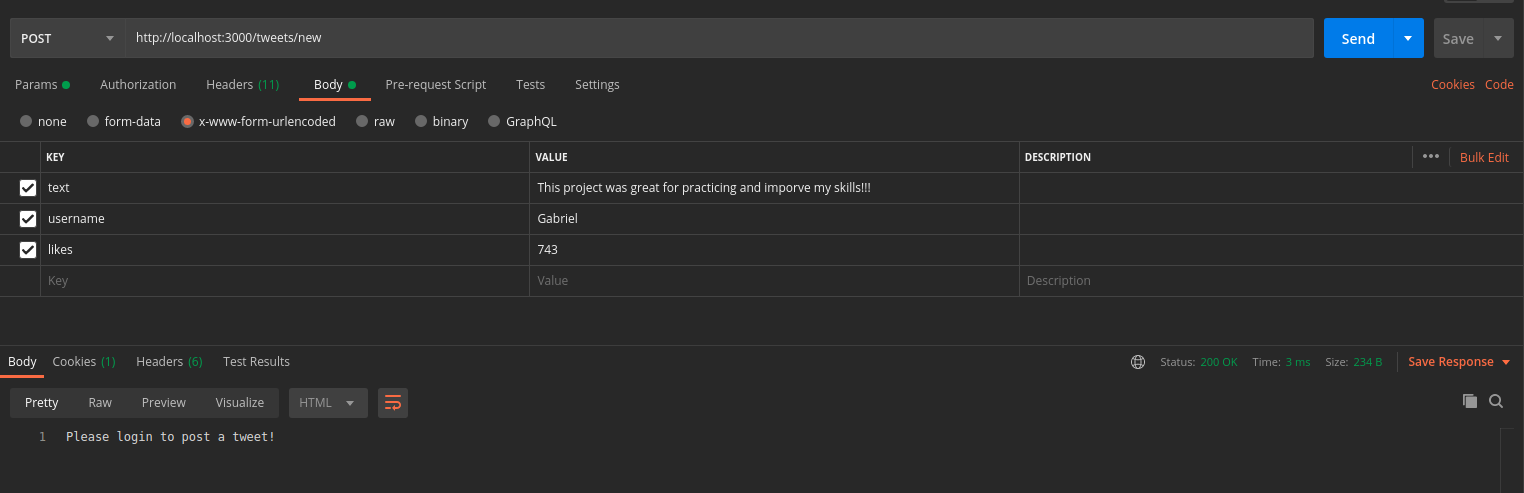 POST http://localhost:3000/tweets/new Send Save
Params Authorization Headers (11) Body Pre-request Script Tests Settings Cookies Code
none form-data x-www-form-urlencoded raw binary GraphQL
KEY VALUE DESCRIPTION ••• Bulk Edit
text This project was great for practicing and imporve my skills!!!
username Gabriel
likes 743
Key Value Description
Body Cookies (1) Headers (6) Test Results Status: 200 OK Time: 3 ms Size: 234 B Save Response
Pretty Raw Preview Visualize HTML
1 Please login to post a tweet!